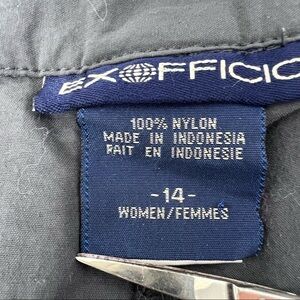 EXOFFICIO
100% NYLON
MADE IN INDONESIA
FAIT EN INDONESIE
-14-
WOMEN/FEMMES